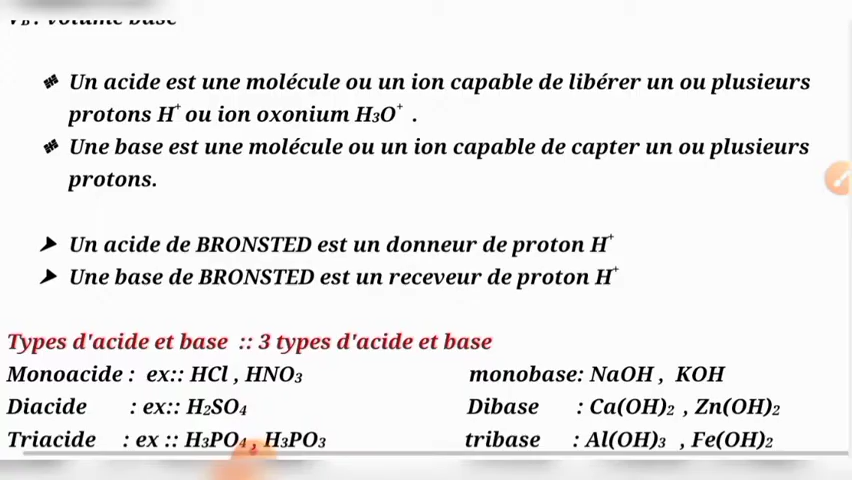 V_B : volume base
❖ Un acide est une molécule ou un ion capable de libérer un ou plusieurs
protons H⁺ ou ion oxonium H₃O⁺ .
❖ Une base est une molécule ou un ion capable de capter un ou plusieurs
protons.
➤ Un acide de BRONSTED est un donneur de proton H⁺
➤ Une base de BRONSTED est un receveur de proton H⁺
Types d'acide et base :: 3 types d'acide et base
Monoacide : ex:: HCl , HNO₃ monobase: NaOH , KOH
Diacide : ex:: H₂SO₄ Dibase : Ca(OH)₂ , Zn(OH)₂
Triacide : ex :: H₃PO₄ , H₃PO₃ tribase : Al(OH)₃ , Fe(OH)₂